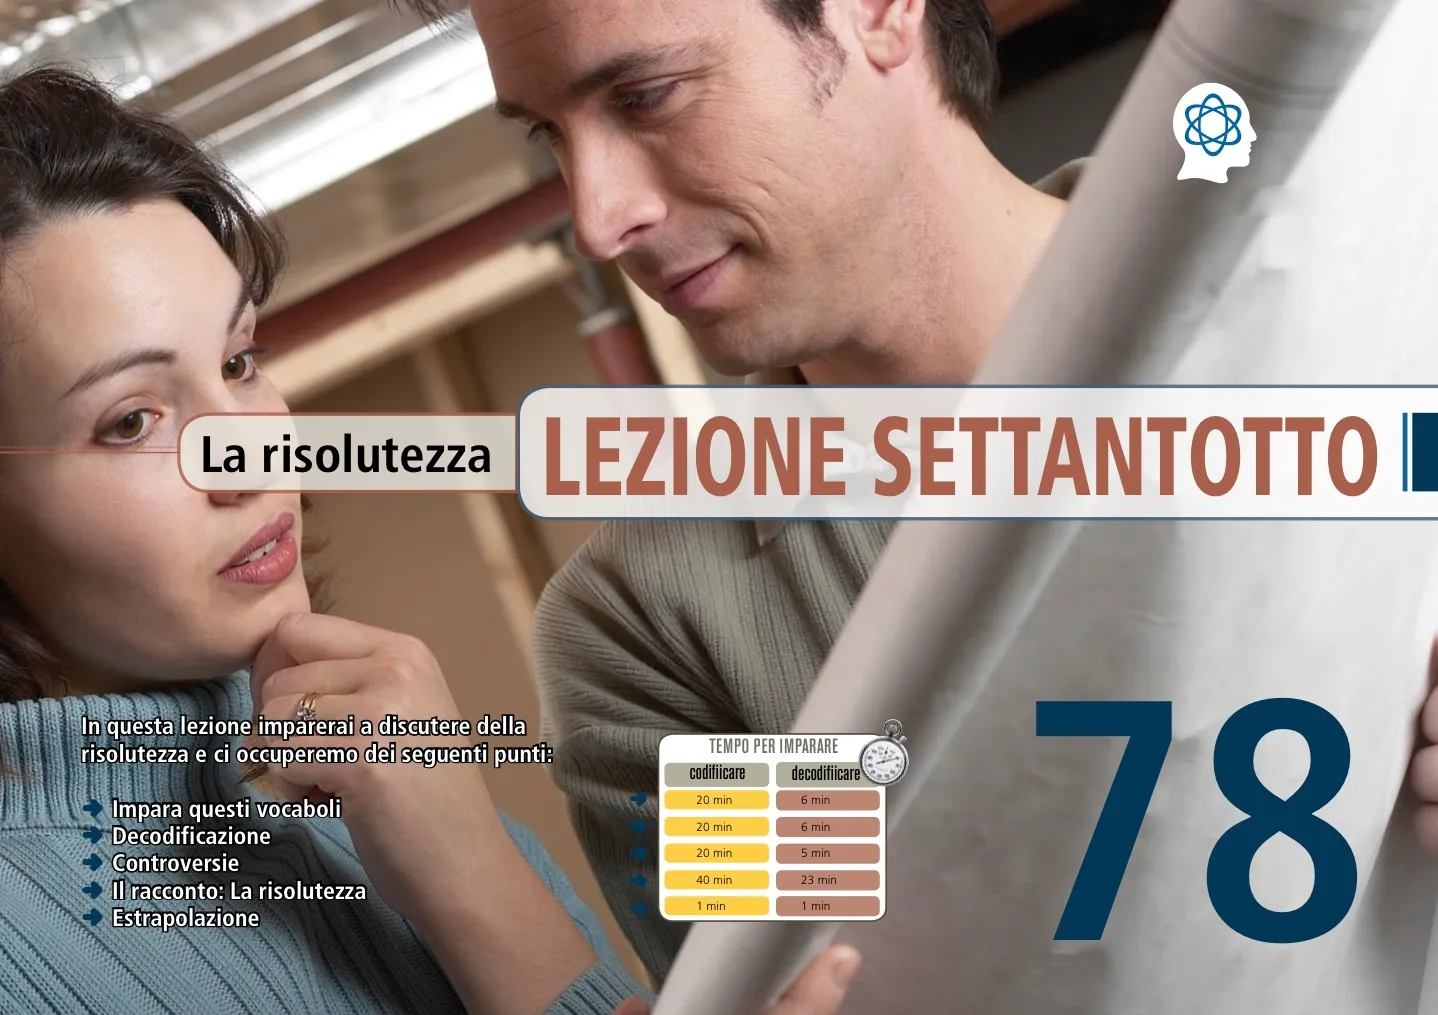 La risolutezza
LEZIONE SETTANTOTTO
In questa lezione imparerai a discutere della
risolutezza e ci occuperemo dei seguenti punti:
Impara questi vocaboli
Decodificazione
Controversie
Il racconto: La risolutezza
Estrapolazione
TEMPO PER IMPARARE
codifiicare decodifiicare
20 min 6 min
20 min 6 min
20 min 5 min
40 min 23 min
1 min 1 min
78